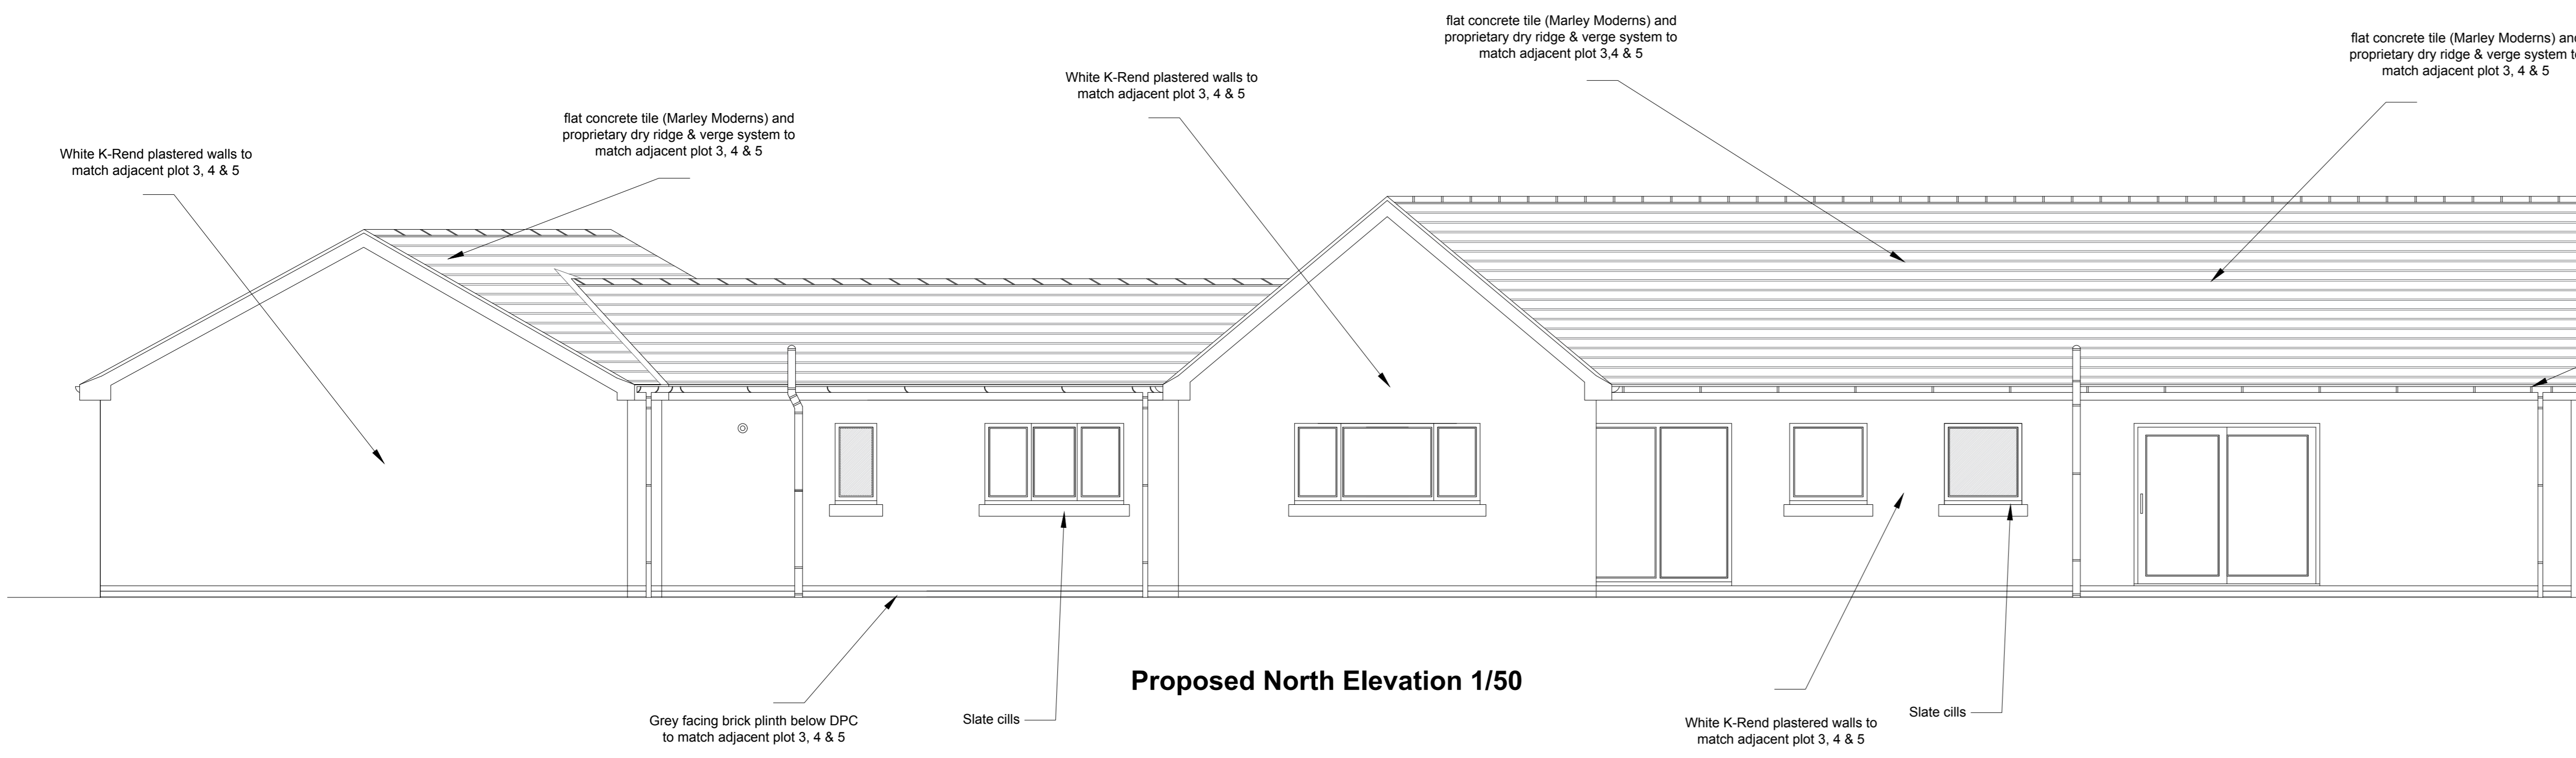 flat concrete tile (Marley Moderns) and
proprietary dry ridge & verge system to
match adjacent plot 3,4 & 5
flat concrete tile (Marley Moderns) and
proprietary dry ridge & verge system to
match adjacent plot 3, 4 & 5
White K-Rend plastered walls to
match adjacent plot 3, 4 & 5
flat concrete tile (Marley Moderns) and
proprietary dry ridge & verge system to
match adjacent plot 3, 4 & 5
White K-Rend plastered walls to
match adjacent plot 3, 4 & 5
Proposed North Elevation 1/50
Grey facing brick plinth below DPC
to match adjacent plot 3, 4 & 5
Slate cills
White K-Rend plastered walls to
match adjacent plot 3, 4 & 5
Slate cills